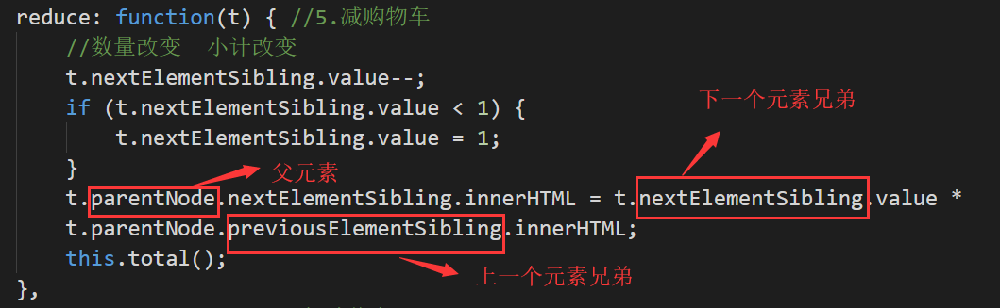 reduce: function(t) { //5.减购物车
//数量改变  小计改变
t.nextElementSibling.value--;
下一个元素兄弟
if (t.nextElementSibling.value < 1) {
t.nextElementSibling.value = 1;
}
父元素
t.parentNode.nextElementSibling.innerHTML = t.nextElementSibling.value *
t.parentNode.previousElementSibling.innerHTML;
this.total();
上一个元素兄弟
},